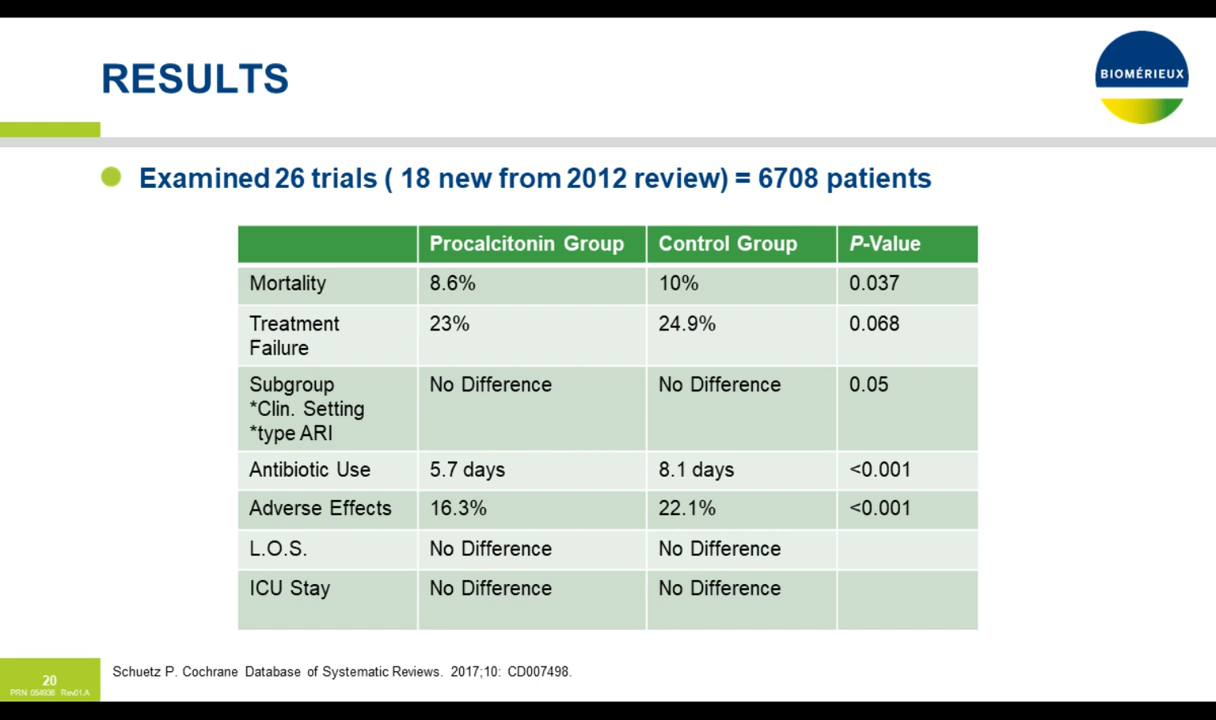 RESULTS
BIOMÉRIEUX
Examined 26 trials ( 18 new from 2012 review) = 6708 patients
Procalcitonin Group Control Group P-Value
Mortality 8.6% 10% 0.037
Treatment 23% 24.9% 0.068
Failure
Subgroup No Difference No Difference 0.05
*Clin. Setting
*type ARI
Antibiotic Use 5.7 days 8.1 days <0.001
Adverse Effects 16.3% 22.1% <0.001
L.O.S. No Difference No Difference
ICU Stay No Difference No Difference
Schuetz P. Cochrane Database of Systematic Reviews. 2017;10: CD007498.
20
PRN 054936 Rev01.A